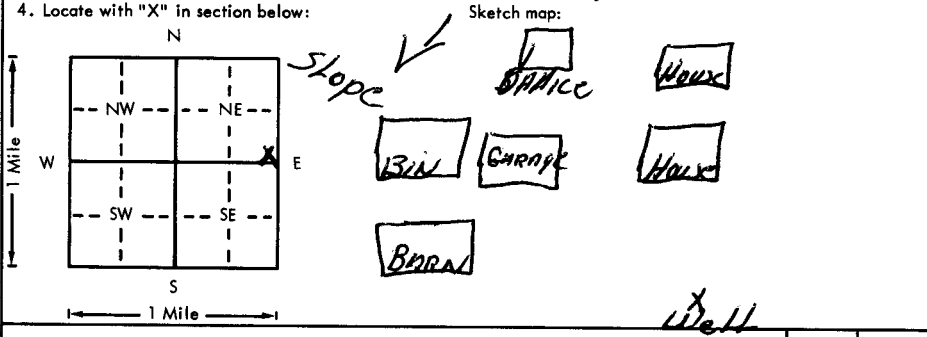 4. Locate with "X" in section below:
Sketch map:
N
Slope
OFFICE
House
NW
NE
1 Mile
W
X
E
BIN
GARAGE
House
SW
SE
BARN
S
1 Mile
X
Well